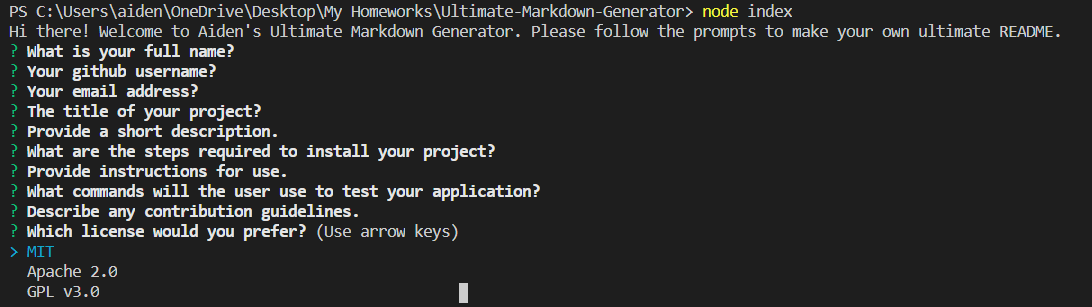 PS C:\Users\aiden\OneDrive\Desktop\My Homeworks\Ultimate-Markdown-Generator> node index
Hi there! Welcome to Aiden's Ultimate Markdown Generator. Please follow the prompts to make your own ultimate README.
? What is your full name?
? Your github username?
? Your email address?
? The title of your project?
? Provide a short description.
? What are the steps required to install your project?
? Provide instructions for use.
? What commands will the user use to test your application?
? Describe any contribution guidelines.
? Which license would you prefer? (Use arrow keys)
> MIT
Apache 2.0
GPL v3.0